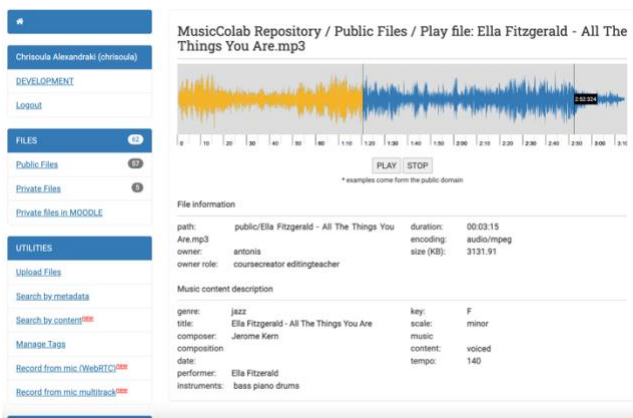 Chrisoula Alexandraki (chrisoula)
DEVELOPMENT
Logout
FILES 62
Public Files 57
Private Files 5
Private files in MOODLE
UTILITIES
Upload Files
Search by metadata
Search by content new
Manage Tags
Record from mic (WebRTC) new
Record from mic multitrack new
MusicColab Repository / Public Files / Play file: Ella Fitzgerald - All The
Things You Are.mp3
2:52:324
0 10 20 30 40 50 60 1:10 1:20 1:30 1:40 1:50 2:00 2:10 2:20 2:30 2:40 2:50 3:00 3:10
PLAY STOP
* examples come form the public domain
File information
path: public/Ella Fitzgerald - All The Things You duration: 00:03:15
Are.mp3 encoding: audio/mpeg
owner: antonis size (KB): 3131.91
owner role: coursecreator editingteacher
Music content description
genre: jazz key: F
title: Ella Fitzgerald - All The Things You Are scale: minor
composer: Jerome Kern music
composition content: voiced
date: tempo: 140
performer: Ella Fitzerald
instruments: bass piano drums